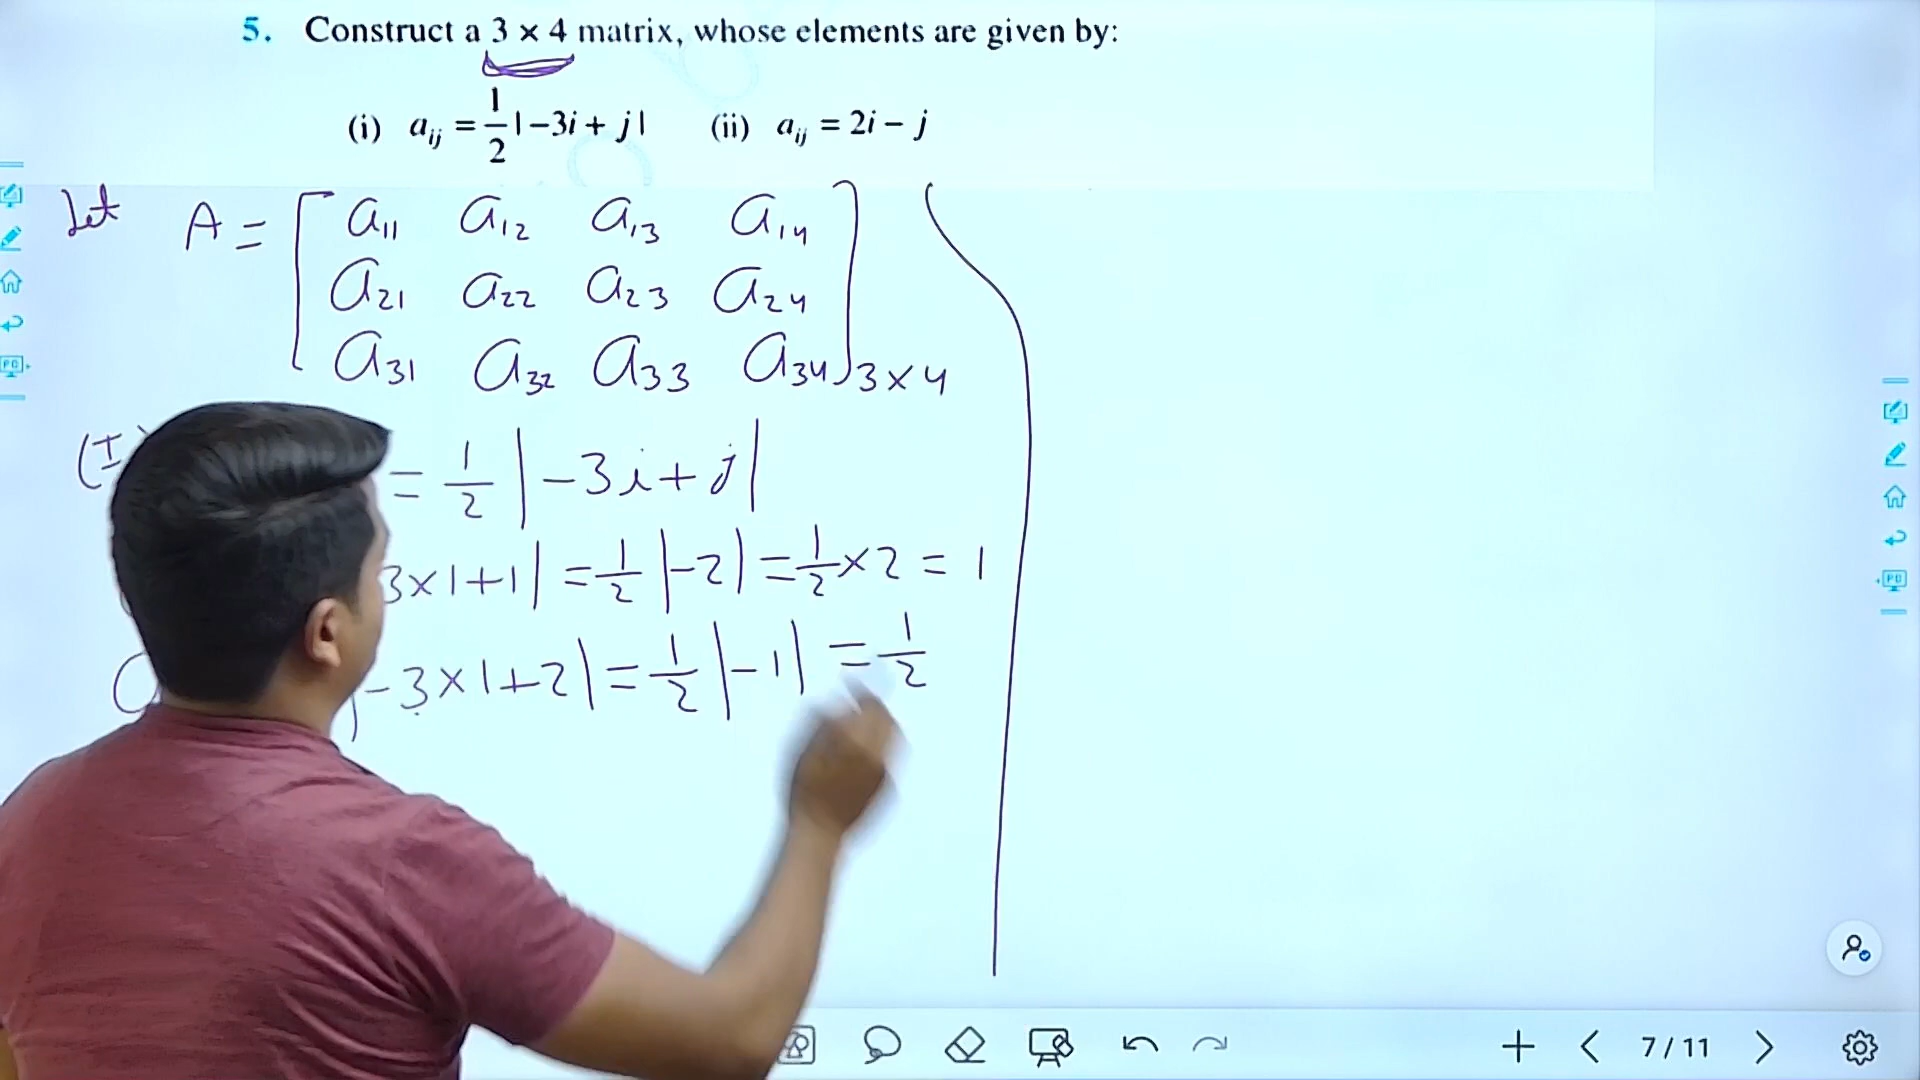 5. Construct a 3 × 4 matrix, whose elements are given by:
(i) aᵢⱼ = 1/2 |−3i + j| (ii) aᵢⱼ = 2i − j
Let A = [ a₁₁ a₁₂ a₁₃ a₁₄
a₂₁ a₂₂ a₂₃ a₂₄
a₃₁ a₃₂ a₃₃ a₃₄ ]₃ₓ₄
(I) = 1/2 |−3i + j|
3×1+1| = 1/2 |−2| = 1/2 × 2 = 1
|−3×1+2| = 1/2 |−1| = 1/2
7 / 11